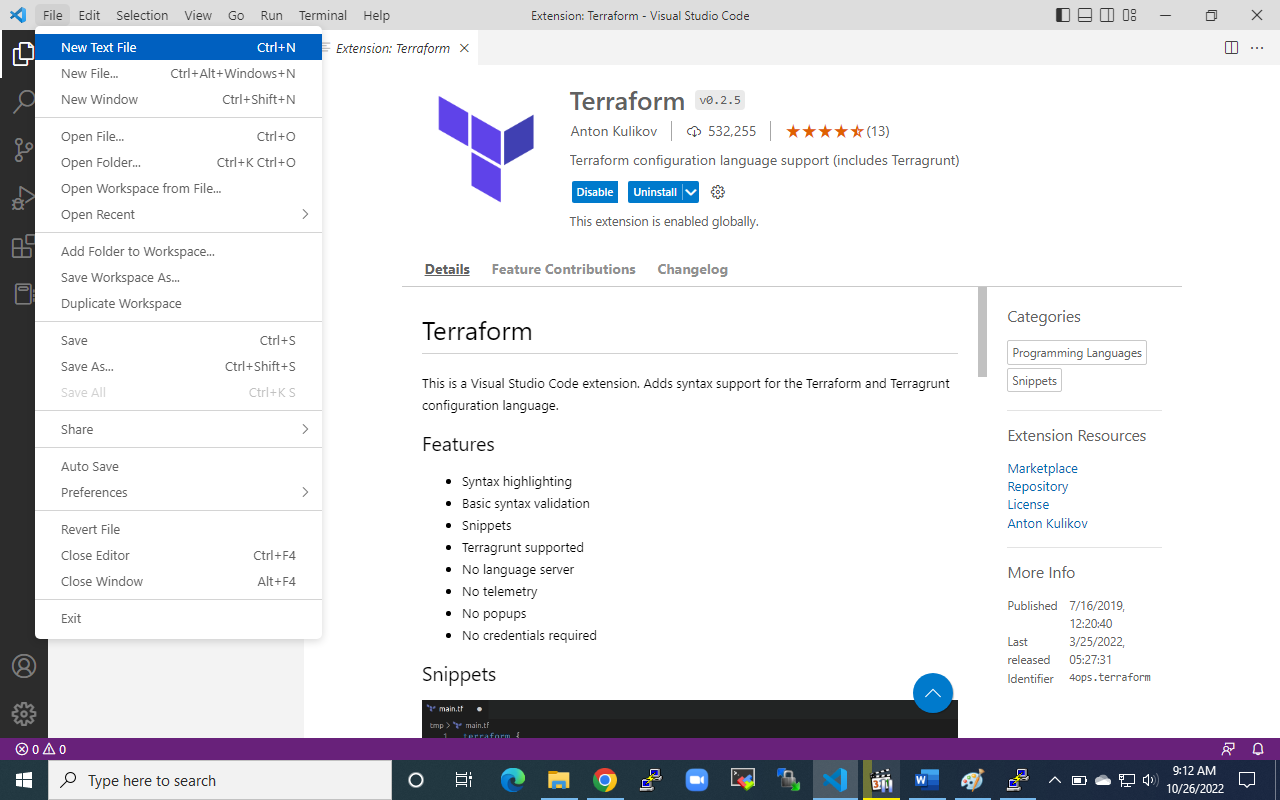 File Edit Selection View Go Run Terminal Help Extension: Terraform - Visual Studio Code
New Text File Ctrl+N
New File... Ctrl+Alt+Windows+N
New Window Ctrl+Shift+N
Open File... Ctrl+O
Open Folder... Ctrl+K Ctrl+O
Open Workspace from File...
Open Recent
Add Folder to Workspace...
Save Workspace As...
Duplicate Workspace
Save Ctrl+S
Save As... Ctrl+Shift+S
Save All Ctrl+K S
Share
Auto Save
Preferences
Revert File
Close Editor Ctrl+F4
Close Window Alt+F4
Exit
Extension: Terraform
Terraform v0.2.5
Anton Kulikov 532,255 (13)
Terraform configuration language support (includes Terragrunt)
Disable Uninstall
This extension is enabled globally.
Details Feature Contributions Changelog
Terraform
This is a Visual Studio Code extension. Adds syntax support for the Terraform and Terragrunt
configuration language.
Features
Syntax highlighting
Basic syntax validation
Snippets
Terragrunt supported
No language server
No telemetry
No popups
No credentials required
Snippets
main.tf
tmp > main.tf
1 terraform {
Categories
Programming Languages
Snippets
Extension Resources
Marketplace
Repository
License
Anton Kulikov
More Info
Published 7/16/2019,
12:20:40
Last 3/25/2022,
released 05:27:31
Identifier 4ops.terraform
0 0
Type here to search
9:12 AM
10/26/2022